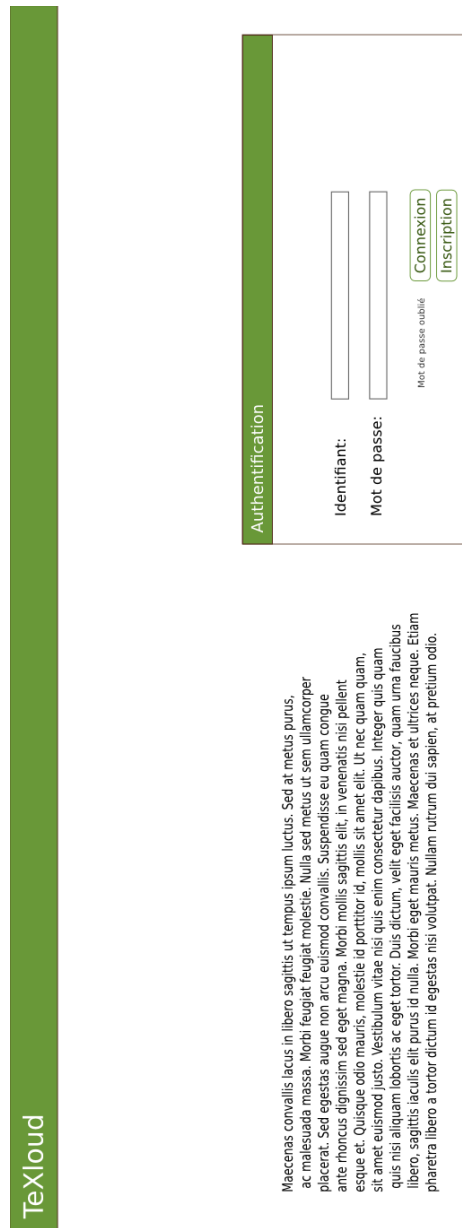 TeXloud
Maecenas convallis lacus in libero sagittis ut tempus ipsum luctus. Sed at metus purus,
ac malesuada massa. Morbi feugiat feugiat molestie. Nulla sed metus ut sem ullamcorper
placerat. Sed egestas augue non arcu euismod convallis. Suspendisse eu quam congue
ante rhoncus dignissim sed eget magna. Morbi mollis sagittis elit, in venenatis nisi pellent
esque et. Quisque odio mauris, molestie id porttitor id, mollis sit amet elit. Ut nec quam quam,
sit amet euismod justo. Vestibulum vitae nisi quis enim consectetur dapibus. Integer quis quam
quis nisi aliquam lobortis ac eget tortor. Duis dictum, velit eget facilisis auctor, quam urna faucibus
libero, sagittis iaculis elit purus id nulla. Morbi eget mauris metus. Maecenas et ultrices neque. Etiam
pharetra libero a tortor dictum id egestas nisi volutpat. Nullam rutrum dui sapien, at pretium odio.
Authentification
Identifiant:
Mot de passe:
Mot de passe oublié
Connexion
Inscription